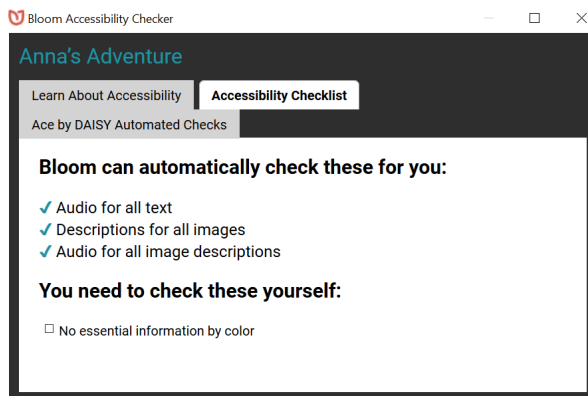 Bloom Accessibility Checker
Anna's Adventure
Learn About Accessibility
Accessibility Checklist
Ace by DAISY Automated Checks
Bloom can automatically check these for you:
Audio for all text
Descriptions for all images
Audio for all image descriptions
You need to check these yourself:
No essential information by color